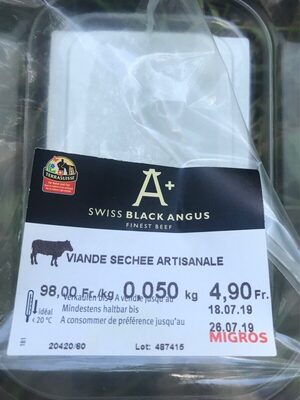 TERRASUISSE
A+
SWISS BLACK ANGUS
FINEST BEEF
VIANDE SECHEE ARTISANALE
98,00 Fr./kg 0,050 kg 4,90 Fr.
Verkaufen bis / A vendre jusqu'au 18.07.19
idéal Mindestens haltbar bis
<20°C A consommer de préférence jusqu'au 26.07.19
MIGROS
20420/60 Lot: 487415
181